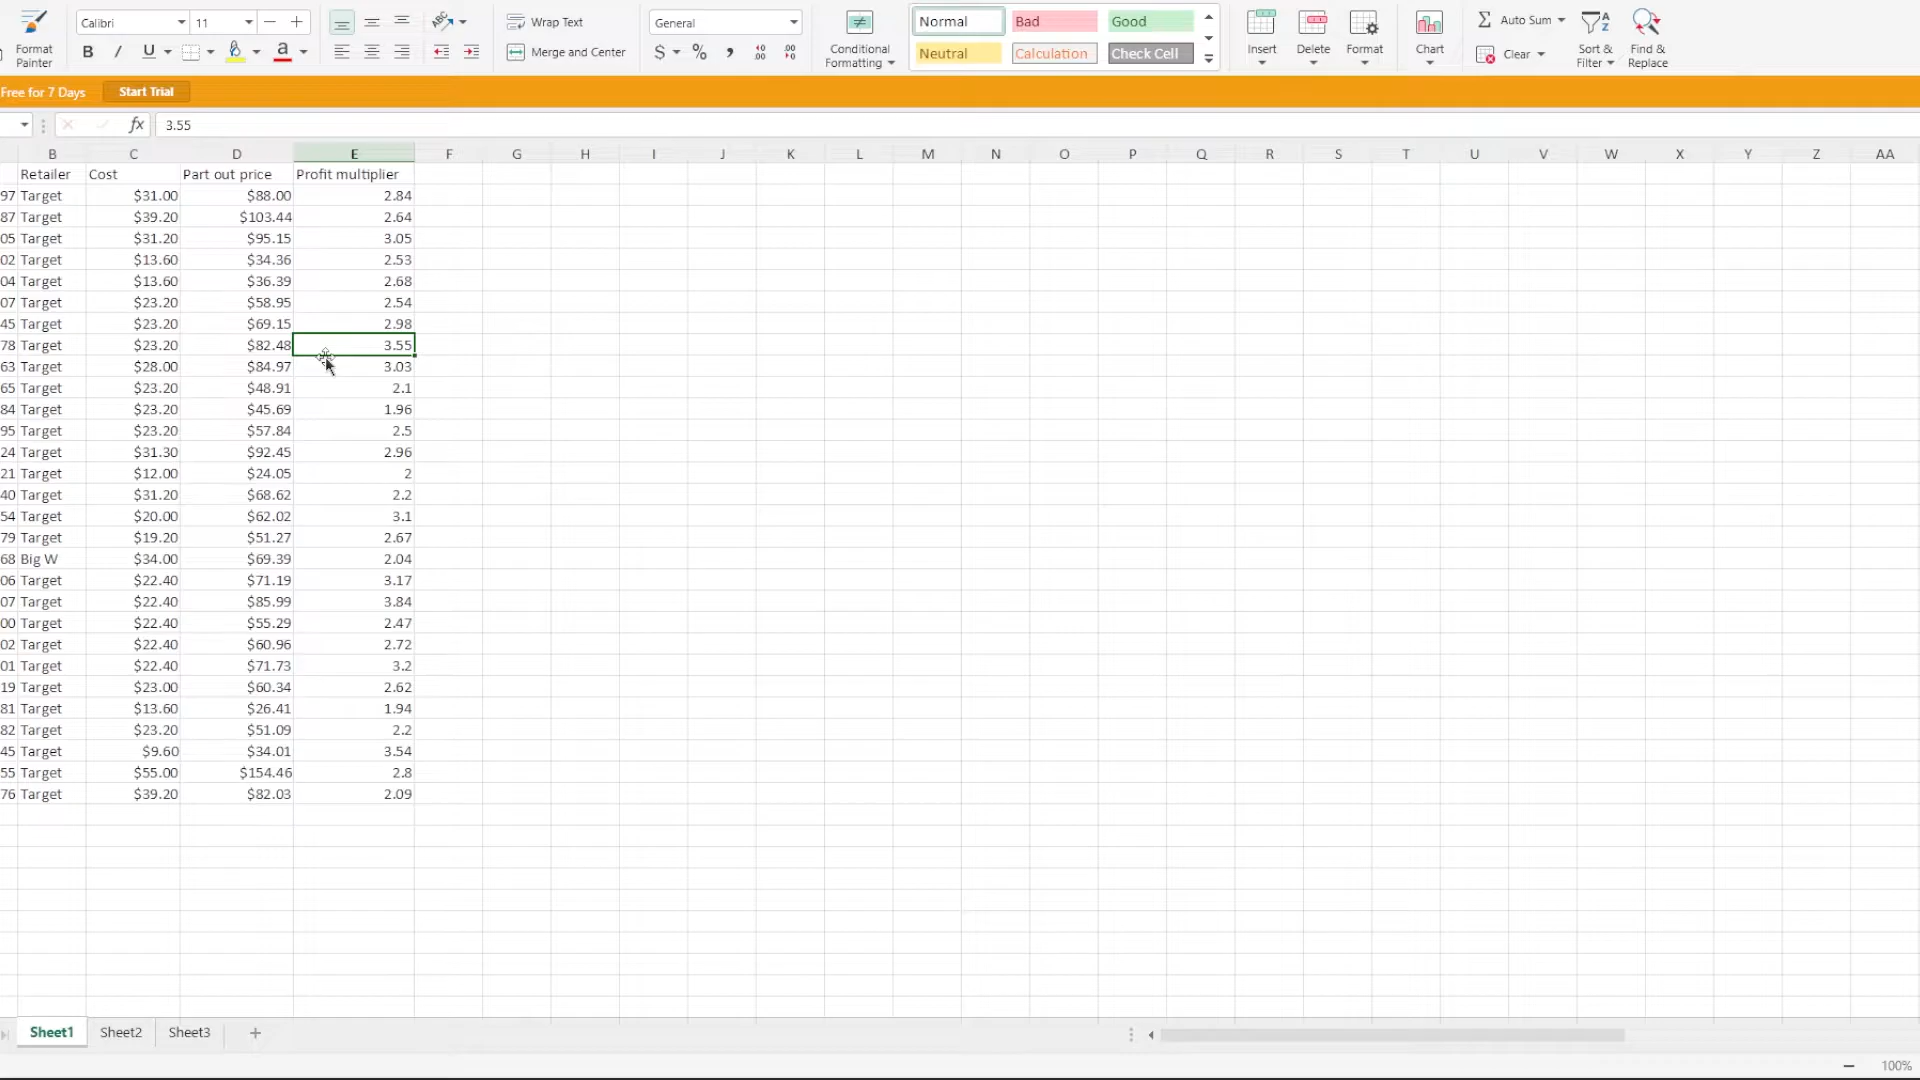 Calibri 11 Wrap Text General Normal Bad Good Auto Sum
Format Painter B I U A Merge and Center $ % Conditional Formatting Neutral Calculation Check Cell Insert Delete Format Chart Clear Sort & Filter Find & Replace
Free for 7 Days Start Trial
fx 3.55
B C D E F G H I J K L M N O P Q R S T U V W X Y Z AA
Retailer Cost Part out price Profit multiplier
97 Target $31.00 $88.00 2.84
87 Target $39.20 $103.44 2.64
05 Target $31.20 $95.15 3.05
02 Target $13.60 $34.36 2.53
04 Target $13.60 $36.39 2.68
07 Target $23.20 $58.95 2.54
45 Target $23.20 $69.15 2.98
78 Target $23.20 $82.48 3.55
63 Target $28.00 $84.97 3.03
65 Target $23.20 $48.91 2.1
84 Target $23.20 $45.69 1.96
95 Target $23.20 $57.84 2.5
24 Target $31.30 $92.45 2.96
21 Target $12.00 $24.05 2
40 Target $31.20 $68.62 2.2
54 Target $20.00 $62.02 3.1
79 Target $19.20 $51.27 2.67
68 Big W $34.00 $69.39 2.04
06 Target $22.40 $71.19 3.17
07 Target $22.40 $85.99 3.84
00 Target $22.40 $55.29 2.47
02 Target $22.40 $60.96 2.72
01 Target $22.40 $71.73 3.2
19 Target $23.00 $60.34 2.62
81 Target $13.60 $26.41 1.94
82 Target $23.20 $51.09 2.2
45 Target $9.60 $34.01 3.54
55 Target $55.00 $154.46 2.8
76 Target $39.20 $82.03 2.09
Sheet1 Sheet2 Sheet3
100%